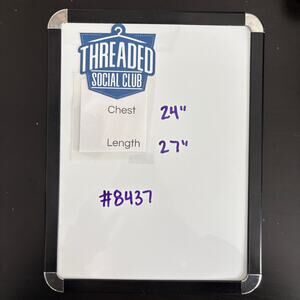 THREADED
SOCIAL CLUB
Chest 24"
Length 27"
#8437